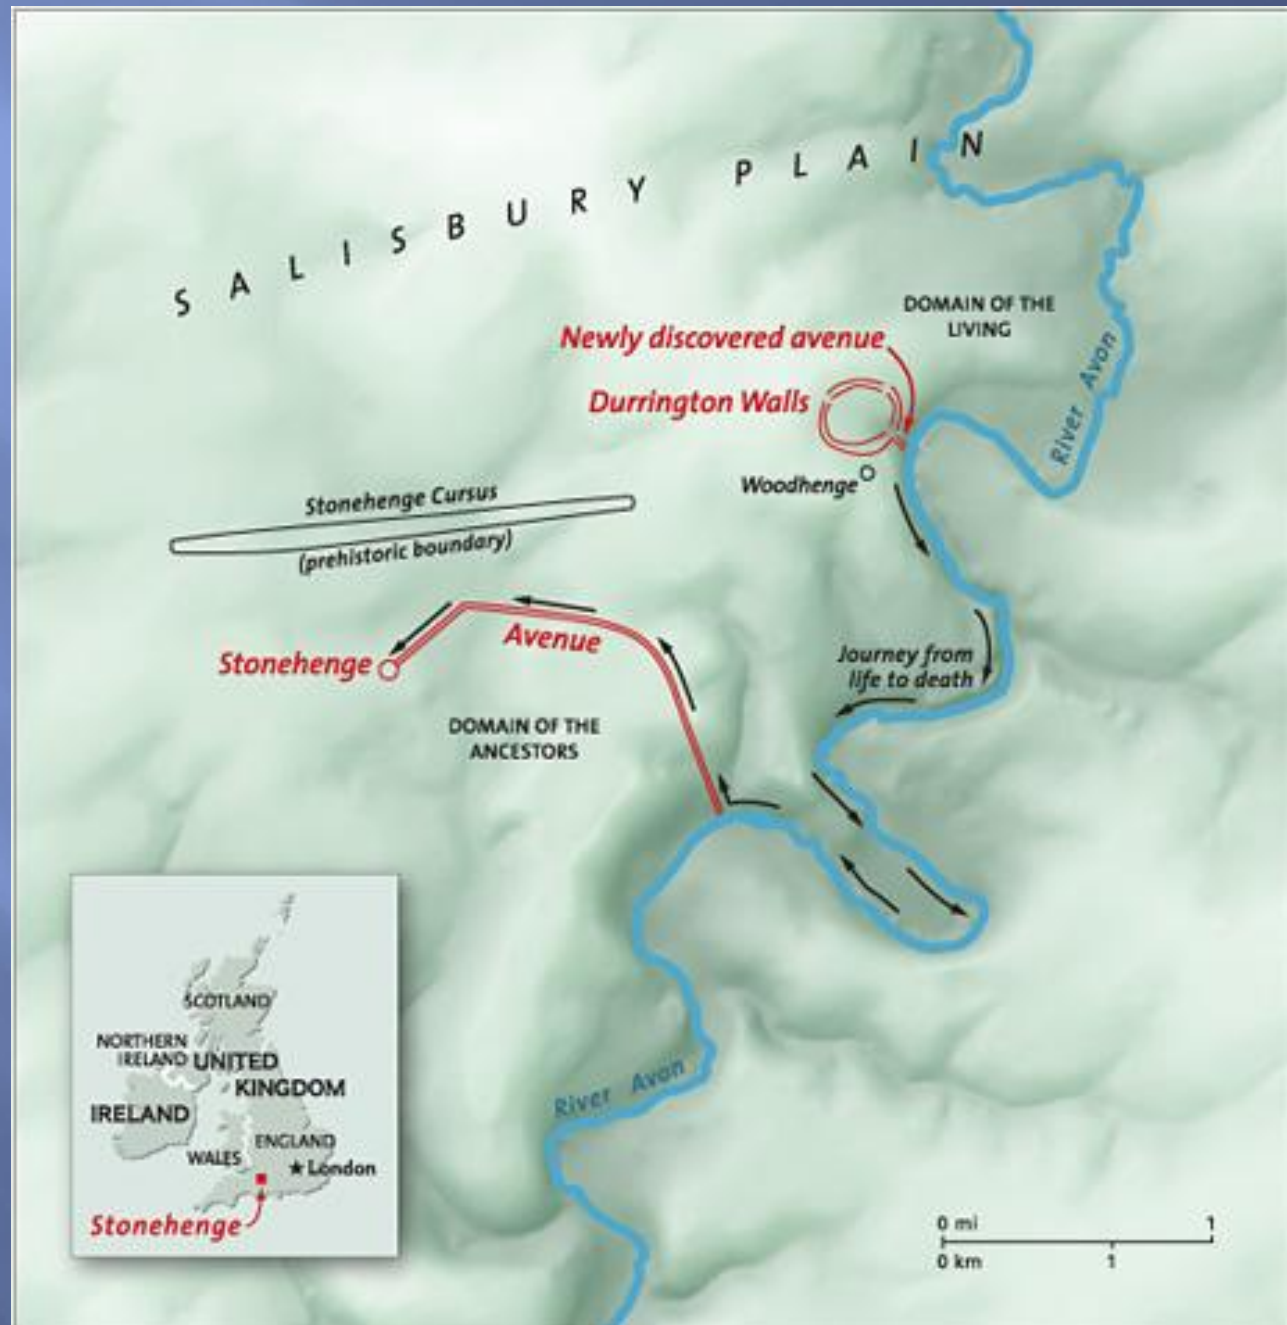 SALISBURY PLAIN
DOMAIN OF THE
LIVING
Newly discovered avenue
Durrington Walls
River Avon
Woodhenge
Stonehenge Cursus
(prehistoric boundary)
Avenue
Stonehenge
Journey from
life to death
DOMAIN OF THE
ANCESTORS
River Avon
SCOTLAND
NORTHERN
IRELAND
UNITED
KINGDOM
IRELAND
ENGLAND
WALES
London
Stonehenge
0 mi 1
0 km 1